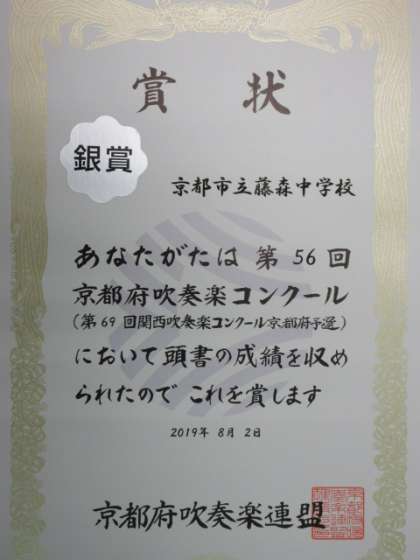 賞状
銀賞
京都市立藤森中学校
あなたがたは 第 56 回
京都府吹奏楽コンクール
(第69回関西吹奏楽コンクール京都府予選)
において頭書の成績を収め
られたので これを賞します
2019年 8月 2日
京都府吹奏楽連盟